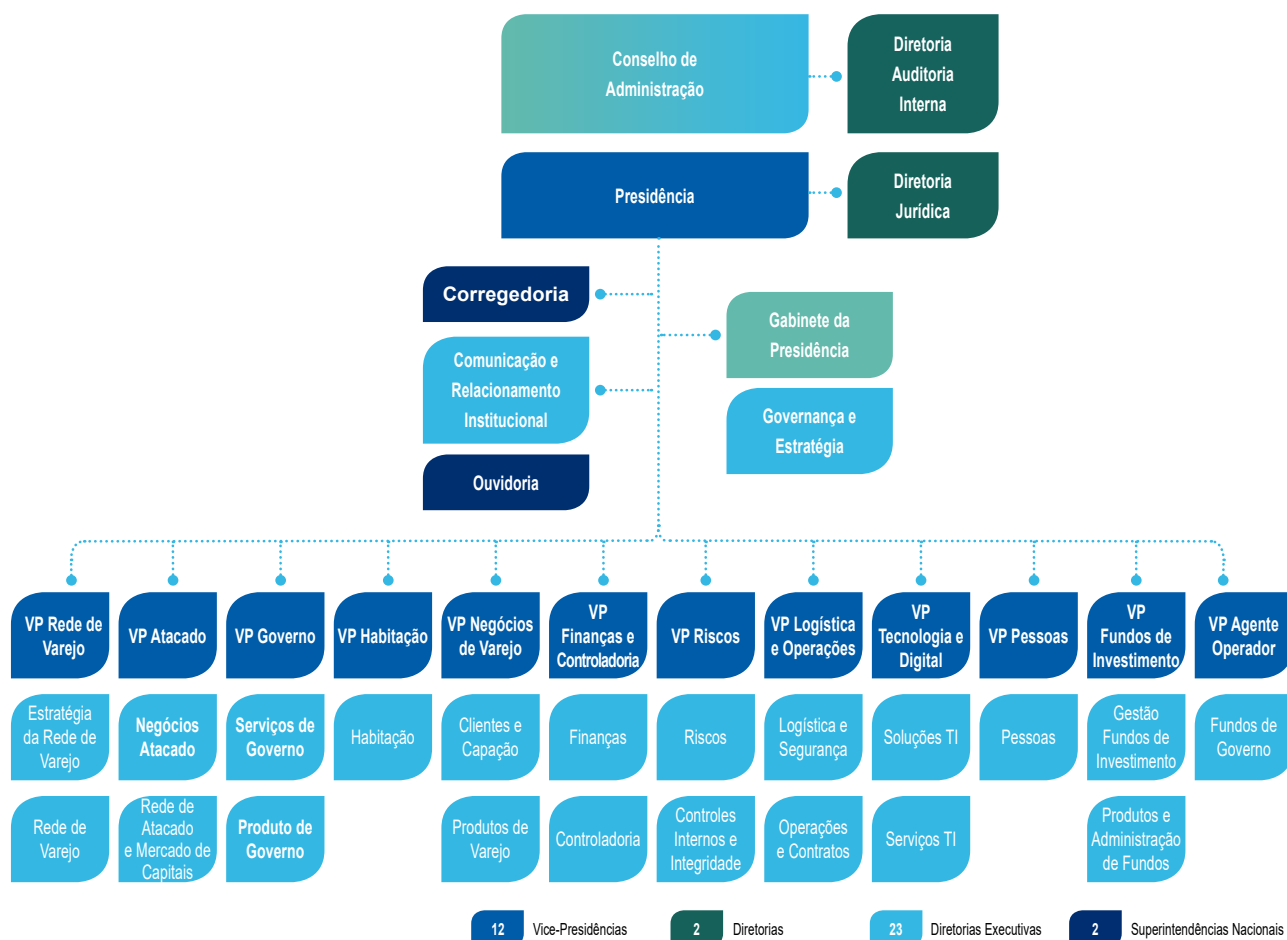 Conselho de
Administração
Diretoria
Auditoria
Interna
Presidência
Diretoria
Jurídica
Corregedoria
Gabinete da
Presidência
Comunicação e
Relacionamento
Institucional
Governança e
Estratégia
Ouvidoria
VP Rede de
Varejo
VP Atacado
VP Governo
VP Habitação
VP Negócios
de Varejo
VP
Finanças e
Controladoria
VP Riscos
VP Logística
e Operações
VP
Tecnologia e
Digital
VP Pessoas
VP
Fundos de
Investimento
VP Agente
Operador
Estratégia
da Rede de
Varejo
Negócios
Atacado
Serviços de
Governo
Habitação
Clientes e
Capação
Finanças
Riscos
Logística e
Segurança
Soluções TI
Pessoas
Gestão
Fundos de
Investimento
Fundos de
Governo
Rede de
Varejo
Rede de
Atacado
e Mercado de
Capitais
Produto de
Governo
Produtos de
Varejo
Controladoria
Controles
Internos e
Integridade
Operações
e Contratos
Serviços TI
Produtos e
Administração
de Fundos
12 Vice-Presidências
2 Diretorias
23 Diretorias Executivas
2 Superintendências Nacionais